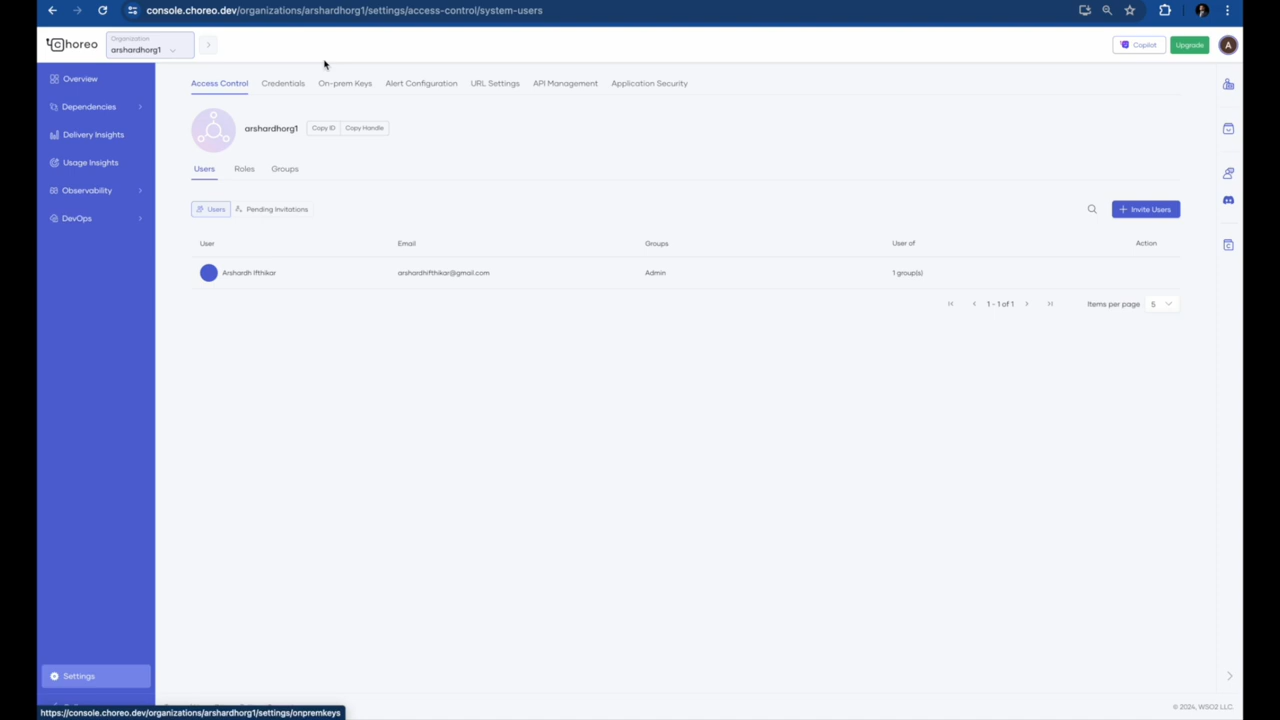 console.choreo.dev/organizations/arshardhorg1/settings/access-control/system-users
Choreo
Organization
arshardhorg1
Copilot
Upgrade
A
Overview
Dependencies
Delivery Insights
Usage Insights
Observability
DevOps
Settings
Access Control Credentials On-prem Keys Alert Configuration URL Settings API Management Application Security
arshardhorg1 Copy ID Copy Handle
Users Roles Groups
Users Pending Invitations
+ Invite Users
User Email Groups User of Action
Arshardh Ifthikar arshardhifthikar@gmail.com Admin 1 group(s)
1 - 1 of 1 Items per page 5
https://console.choreo.dev/organizations/arshardhorg1/settings/onpremkeys
© 2024, WSO2 LLC.